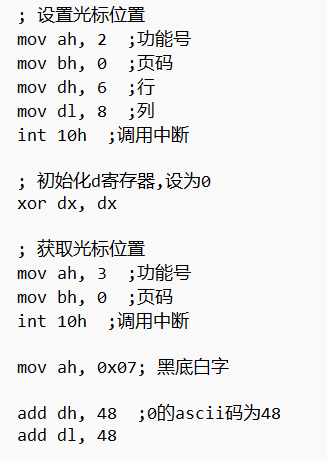 ; 设置光标位置
mov ah, 2  ;功能号
mov bh, 0  ;页码
mov dh, 6  ;行
mov dl, 8  ;列
int 10h  ;调用中断
; 初始化d寄存器,设为0
xor dx, dx
; 获取光标位置
mov ah, 3  ;功能号
mov bh, 0  ;页码
int 10h  ;调用中断
mov ah, 0x07; 黑底白字
add dh, 48  ;0的ascii码为48
add dl, 48